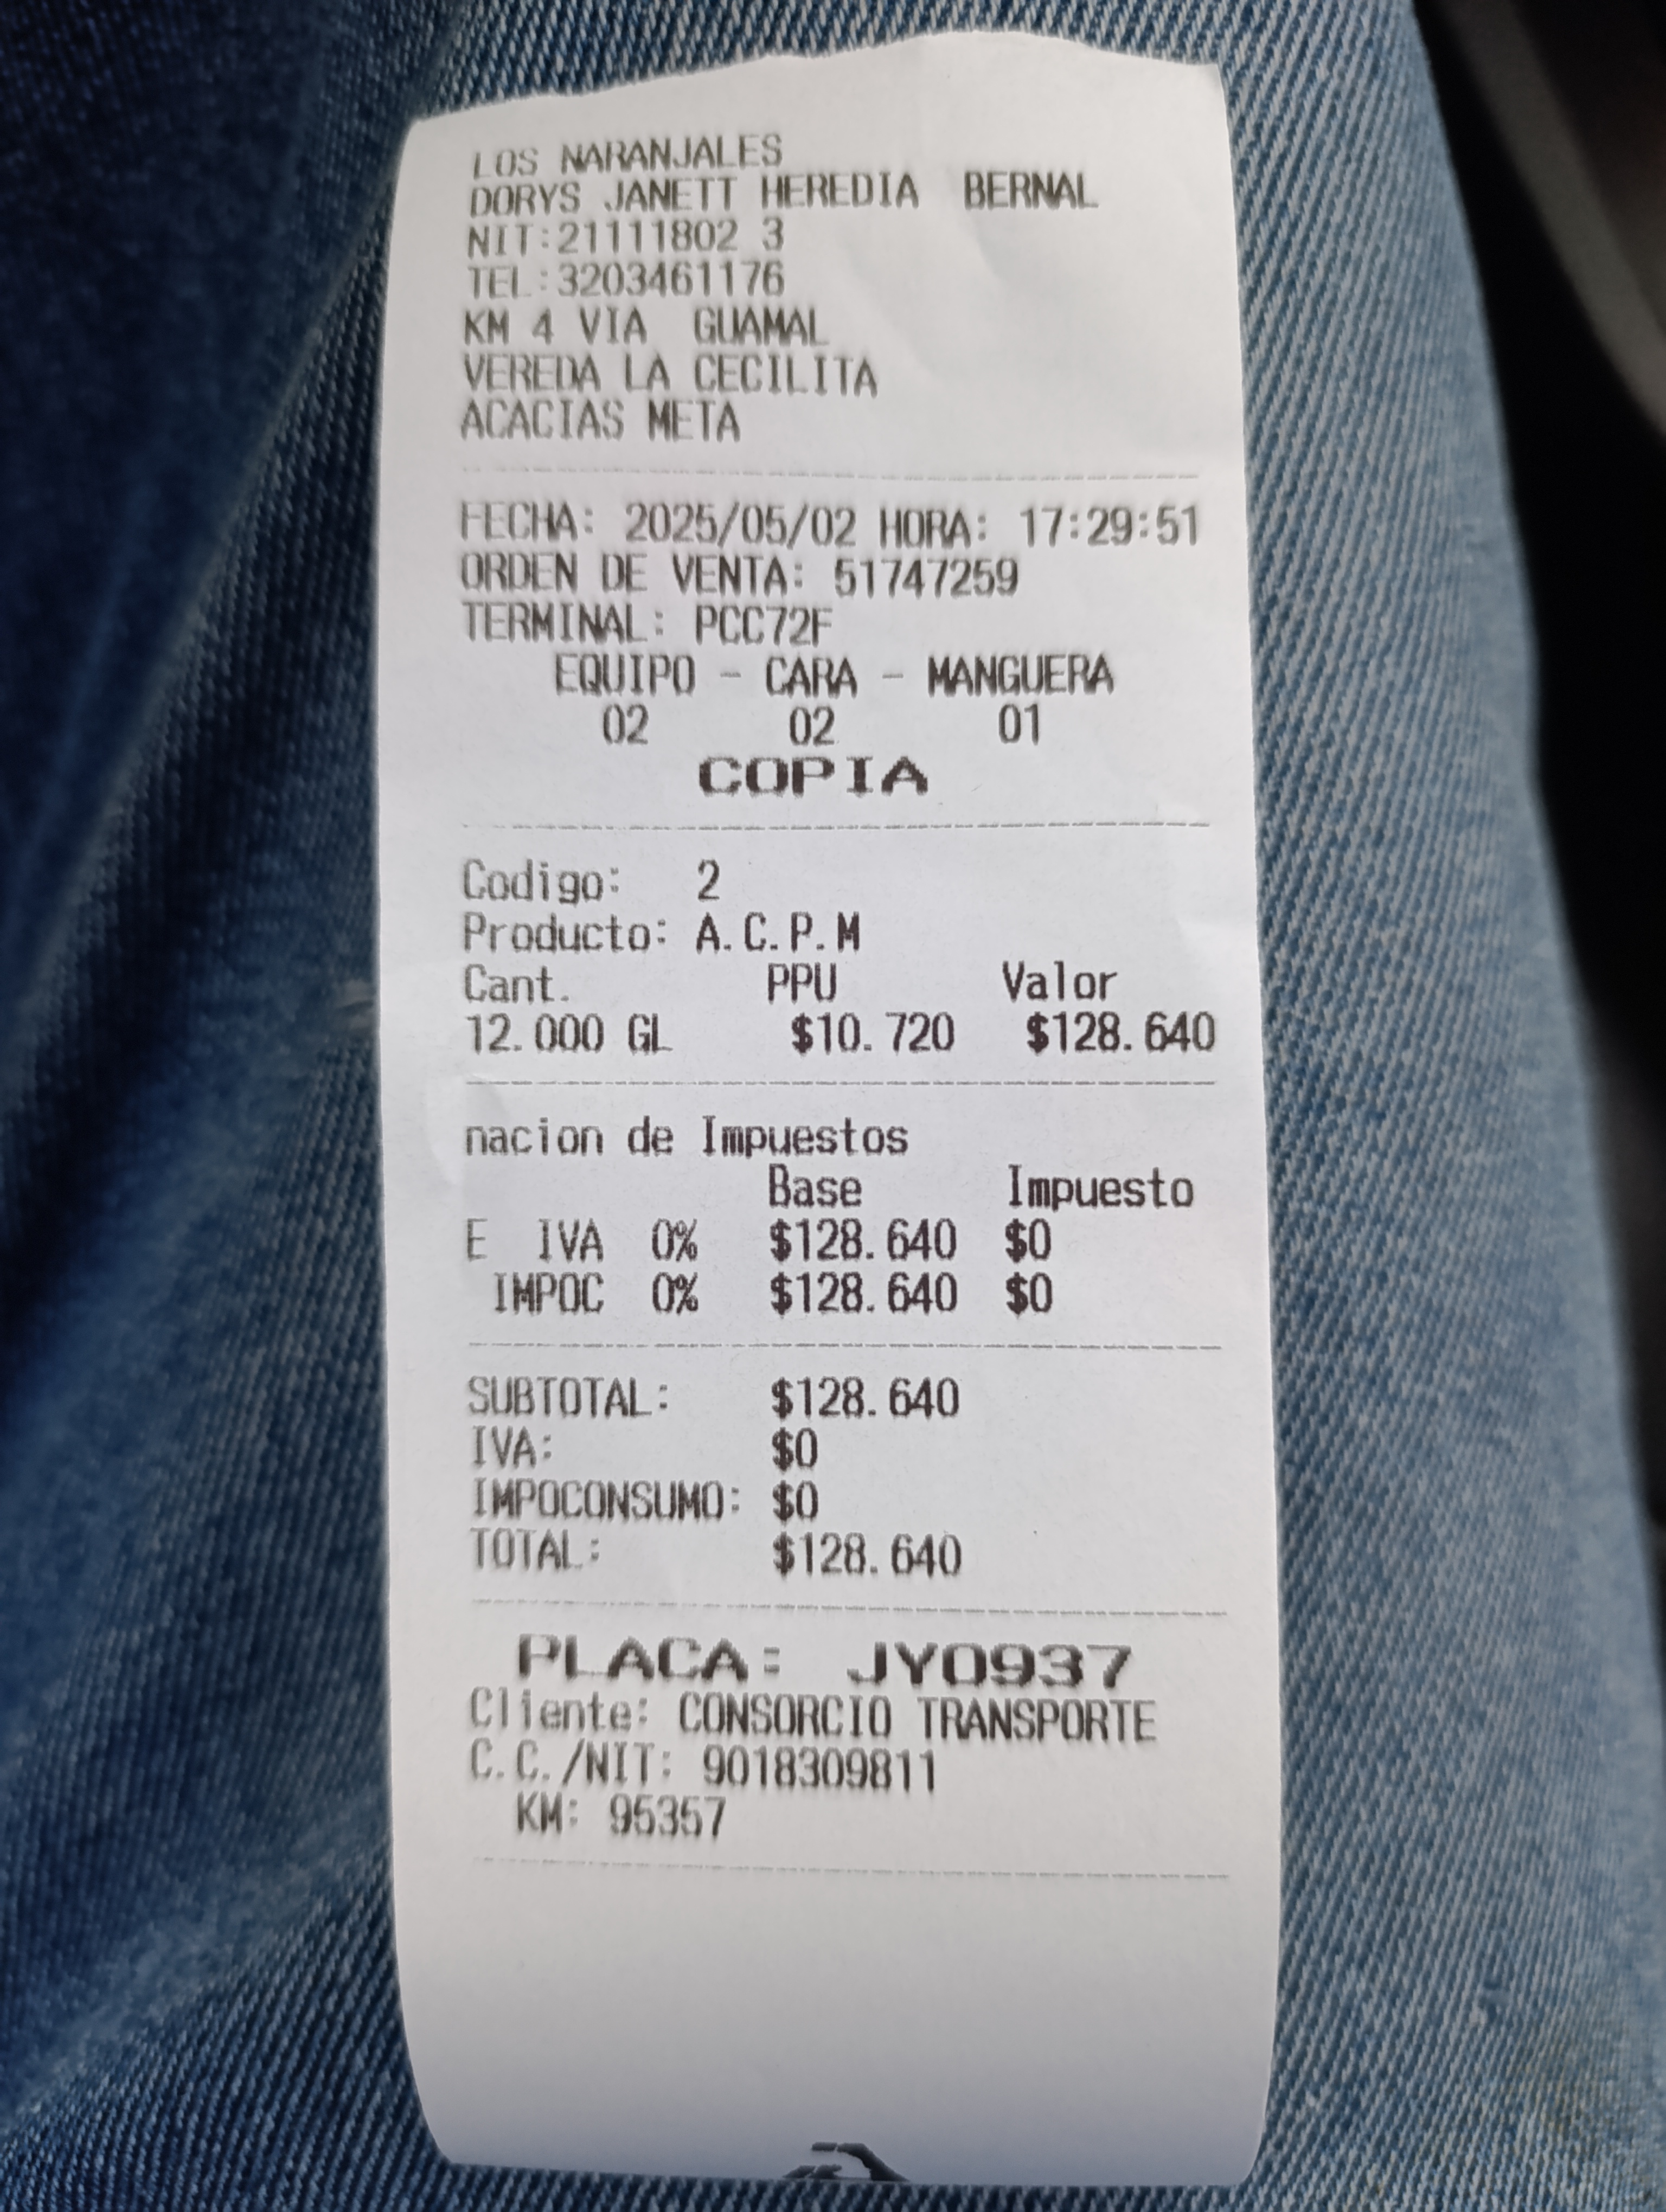 LOS NARANJALES
DORYS JANETT HEREDIA BERNAL
NIT:21111802 3
TEL:3203461176
KM 4 VIA GUAMAL
VEREDA LA CECILITA
ACACIAS META
FECHA: 2025/05/02 HORA: 17:29:51
ORDEN DE VENTA: 51747259
TERMINAL: PCC72F
EQUIPO - CARA - MANGUERA
02 02 01
COPIA
Codigo: 2
Producto: A.C.P.M
Cant. PPU Valor
12.000 GL $10.720 $128.640
nacion de Impuestos
Base Impuesto
E IVA 0% $128.640 $0
IMPOC 0% $128.640 $0
SUBTOTAL: $128.640
IVA: $0
IMPOCONSUMO: $0
TOTAL: $128.640
PLACA: JYO937
Cliente: CONSORCIO TRANSPORTE
C.C./NIT: 9018309811
KM: 95357